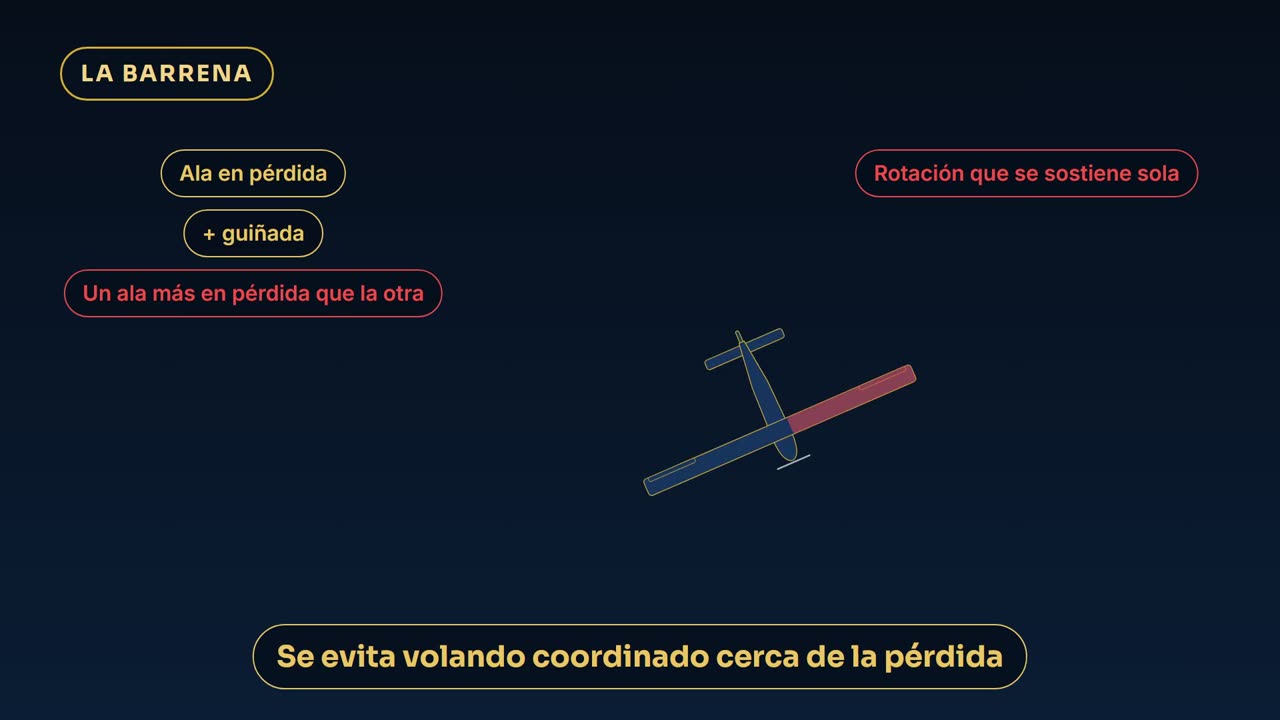 LA BARRENA
Ala en pérdida
+ guiñada
Un ala más en pérdida que la otra
Rotación que se sostiene sola
Se evita volando coordinado cerca de la pérdida